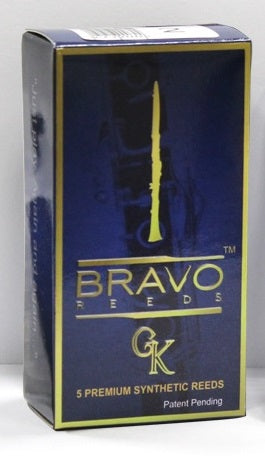 BRAVO™
REEDS
GK
5 PREMIUM SYNTHETIC REEDS
Patent Pending